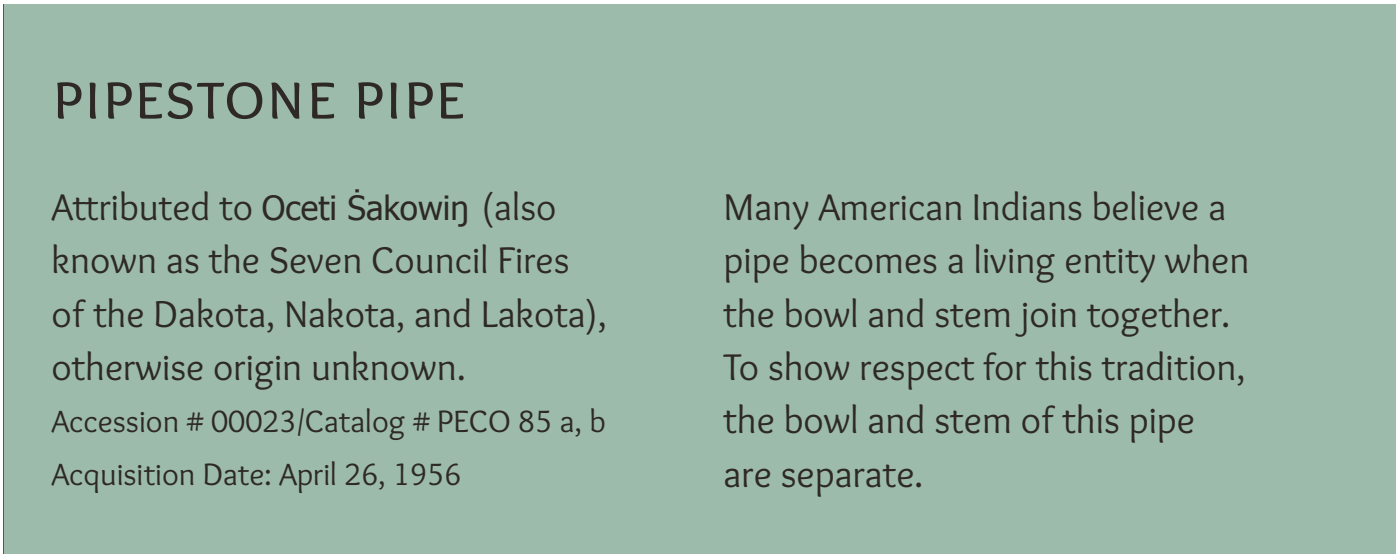 PIPESTONE PIPE
Attributed to Oceti Ṡakowiŋ (also
known as the Seven Council Fires
of the Dakota, Nakota, and Lakota),
otherwise origin unknown.
Accession # 00023/Catalog # PECO 85 a, b
Acquisition Date: April 26, 1956
Many American Indians believe a
pipe becomes a living entity when
the bowl and stem join together.
To show respect for this tradition,
the bowl and stem of this pipe
are separate.